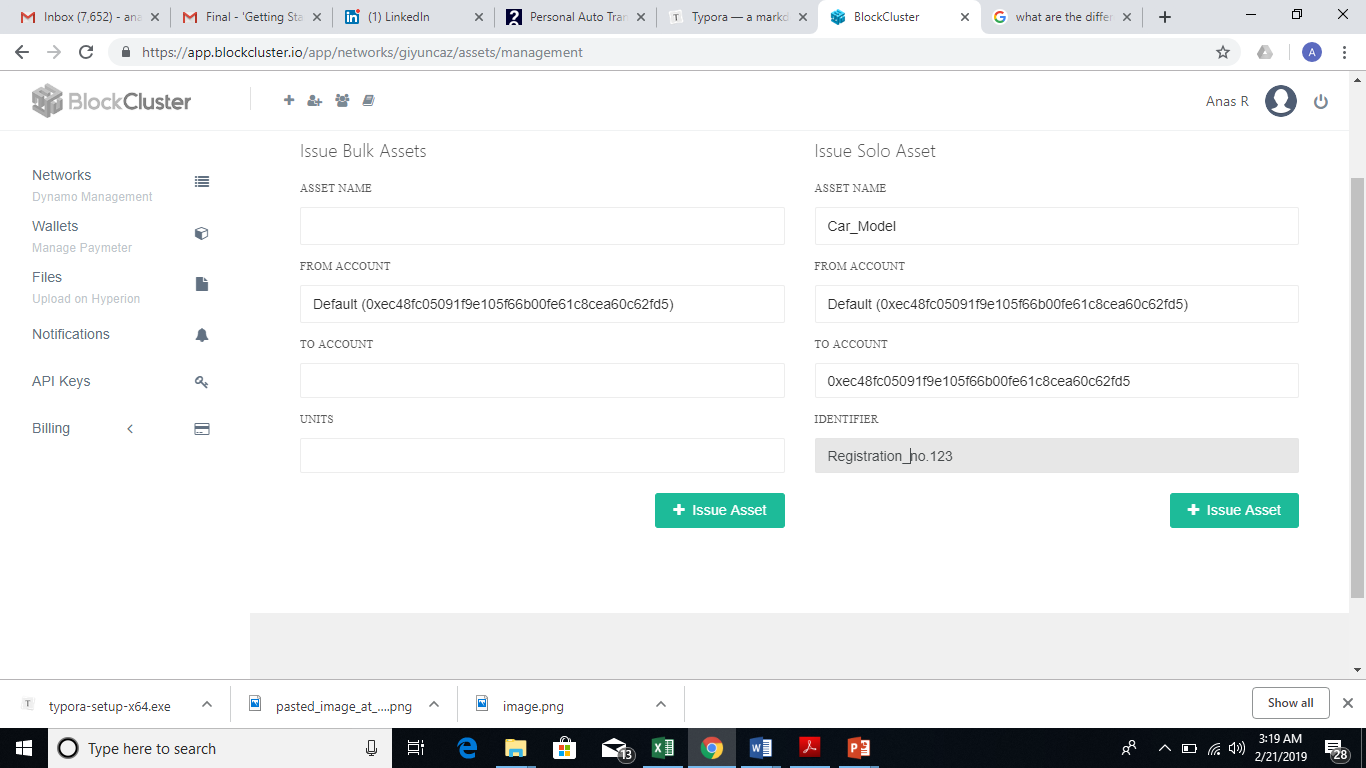 Inbox (7,652) - ana
Final - 'Getting Sta
(1) LinkedIn
Personal Auto Tran
Typora — a markd
BlockCluster
what are the differ
https://app.blockcluster.io/app/networks/giyuncaz/assets/management
A
BlockCluster
Anas R
Networks
Dynamo Management
Wallets
Manage Paymeter
Files
Upload on Hyperion
Notifications
API Keys
Billing
Issue Bulk Assets
ASSET NAME
FROM ACCOUNT
Default (0xec48fc05091f9e105f66b00fe61c8cea60c62fd5)
TO ACCOUNT
UNITS
Issue Asset
Issue Solo Asset
ASSET NAME
Car_Model
FROM ACCOUNT
Default (0xec48fc05091f9e105f66b00fe61c8cea60c62fd5)
TO ACCOUNT
0xec48fc05091f9e105f66b00fe61c8cea60c62fd5
IDENTIFIER
Registration_no.123
Issue Asset
typora-setup-x64.exe
pasted_image_at_....png
image.png
Show all
Type here to search
13
3:19 AM
2/21/2019
28